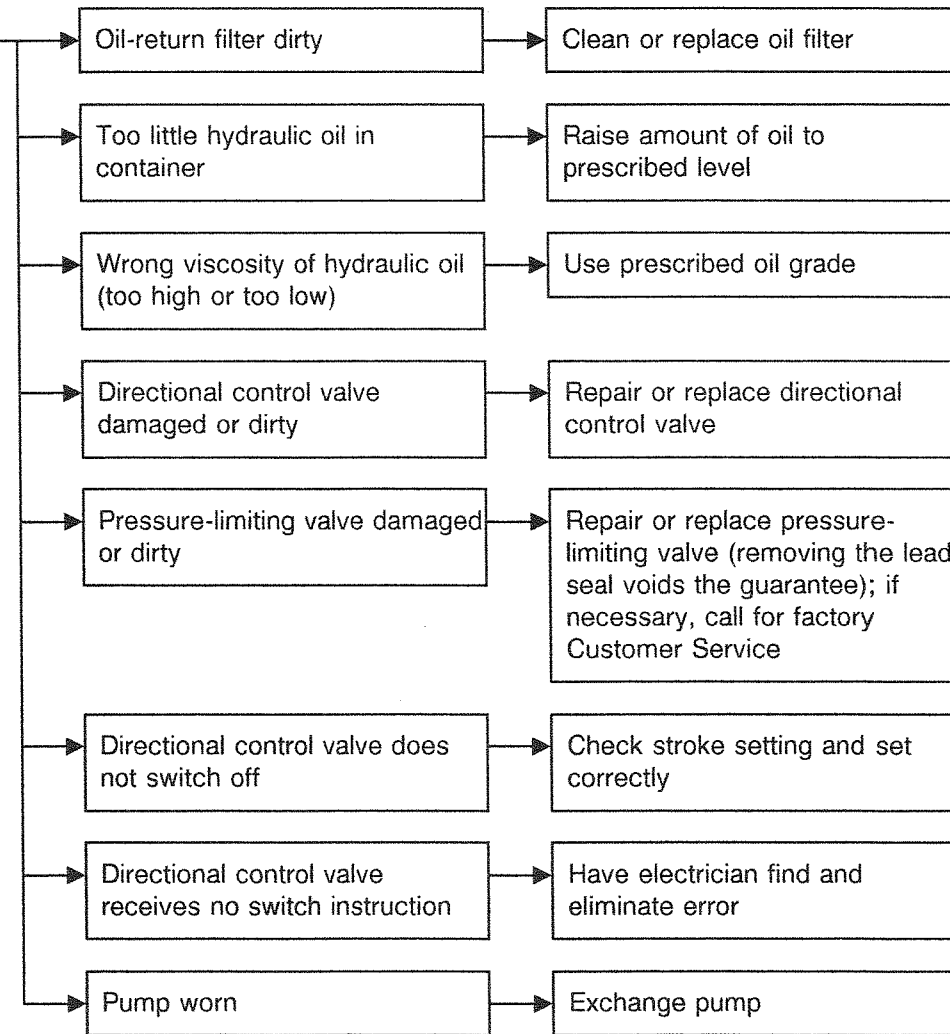 Oil-return filter dirty
Clean or replace oil filter
Too little hydraulic oil in
container
Raise amount of oil to
prescribed level
Wrong viscosity of hydraulic oil
(too high or too low)
Use prescribed oil grade
Directional control valve
damaged or dirty
Repair or replace directional
control valve
Pressure-limiting valve damaged
or dirty
Repair or replace pressure-
limiting valve (removing the lead
seal voids the guarantee); if
necessary, call for factory
Customer Service
Directional control valve does
not switch off
Check stroke setting and set
correctly
Directional control valve
receives no switch instruction
Have electrician find and
eliminate error
Pump worn
Exchange pump